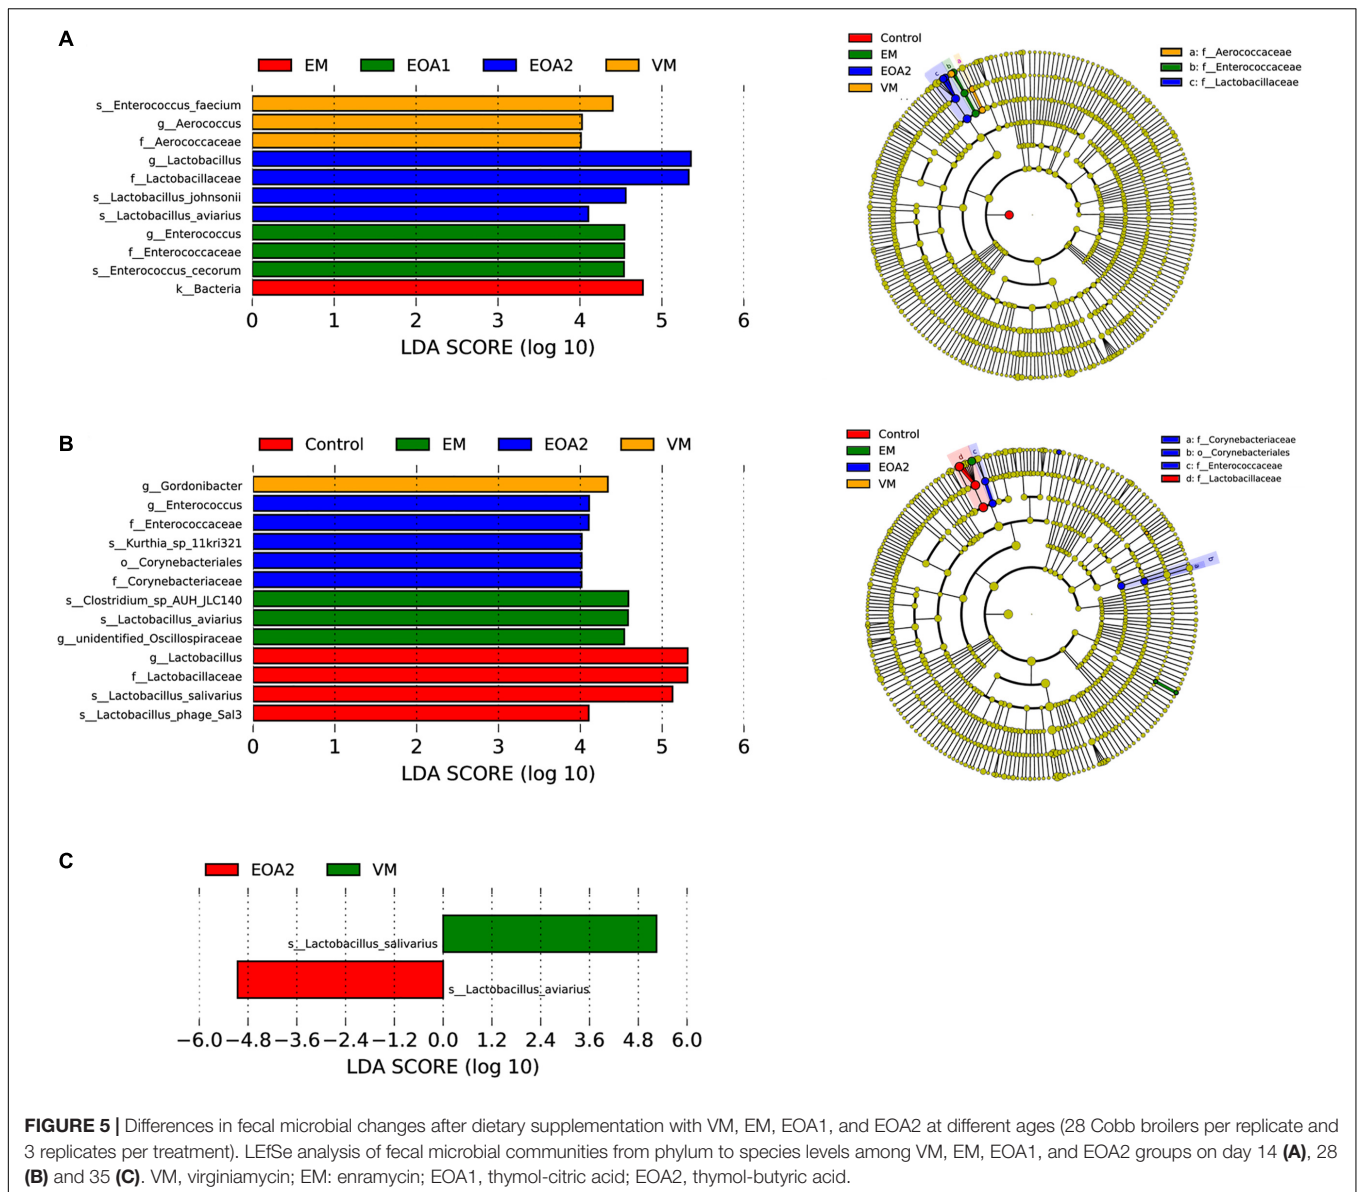 A
EM EOA1 EOA2 VM
s__Enterococcus_faecium
g__Aerococcus
f__Aerococcaceae
g__Lactobacillus
f__Lactobacillaceae
s__Lactobacillus_johnsonii
s__Lactobacillus_aviarius
g__Enterococcus
f__Enterococcaceae
s__Enterococcus_cecorum
k__Bacteria
0 1 2 3 4 5 6
LDA SCORE (log 10)
Control
EM
EOA2
VM
c b a
a: f__Aerococcaceae
b: f__Enterococcaceae
c: f__Lactobacillaceae
B
Control EM EOA2 VM
g__Gordonibacter
g__Enterococcus
f__Enterococcaceae
s__Kurthia_sp_11kri321
o__Corynebacteriales
f__Corynebacteriaceae
s__Clostridium_sp_AUH_JLC140
s__Lactobacillus_aviarius
g__unidentified_Oscillospiraceae
g__Lactobacillus
f__Lactobacillaceae
s__Lactobacillus_salivarius
s__Lactobacillus_phage_Sal3
0 1 2 3 4 5 6
LDA SCORE (log 10)
Control
EM
EOA2
VM
d c
a b
a: f__Corynebacteriaceae
b: o__Corynebacteriales
c: f__Enterococcaceae
d: f__Lactobacillaceae
C
EOA2 VM
s__Lactobacillus_salivarius
s__Lactobacillus_aviarius
−6.0 −4.8 −3.6 −2.4 −1.2 0.0 1.2 2.4 3.6 4.8 6.0
LDA SCORE (log 10)
FIGURE 5 | Differences in fecal microbial changes after dietary supplementation with VM, EM, EOA1, and EOA2 at different ages (28 Cobb broilers per replicate and
3 replicates per treatment). LEfSe analysis of fecal microbial communities from phylum to species levels among VM, EM, EOA1, and EOA2 groups on day 14 (A), 28
(B) and 35 (C). VM, virginiamycin; EM: enramycin; EOA1, thymol-citric acid; EOA2, thymol-butyric acid.